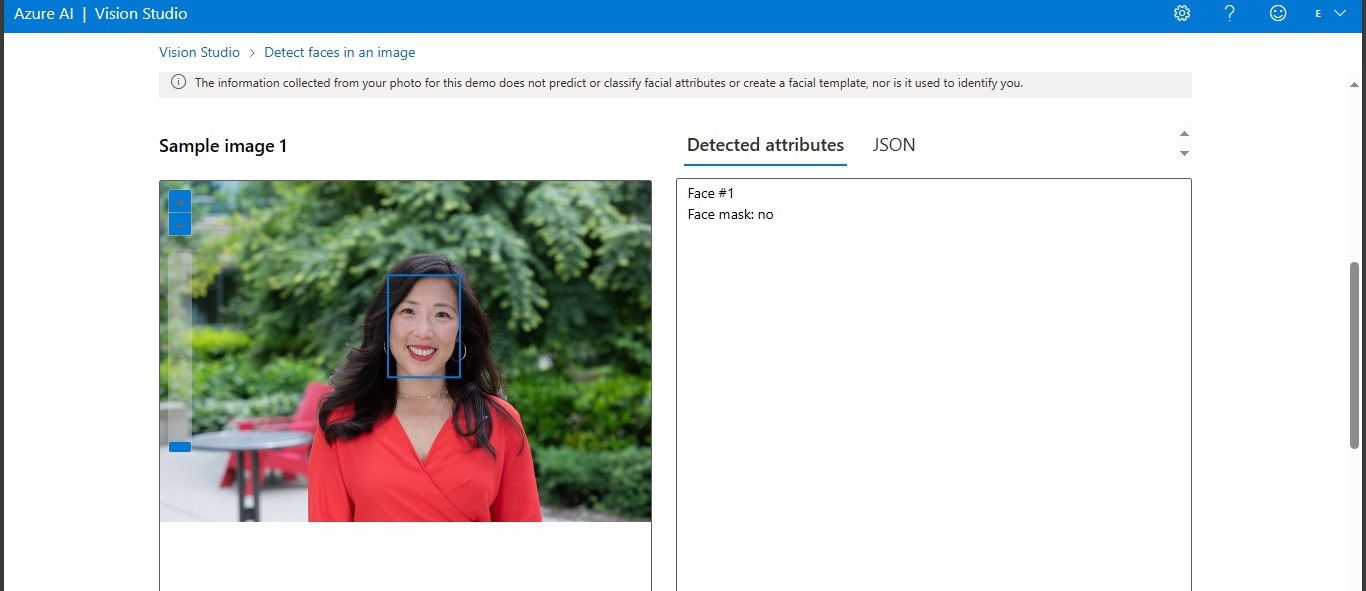 Azure AI | Vision Studio
E
Vision Studio > Detect faces in an image
The information collected from your photo for this demo does not predict or classify facial attributes or create a facial template, nor is it used to identify you.
Sample image 1
Detected attributes JSON
Face #1
Face mask: no